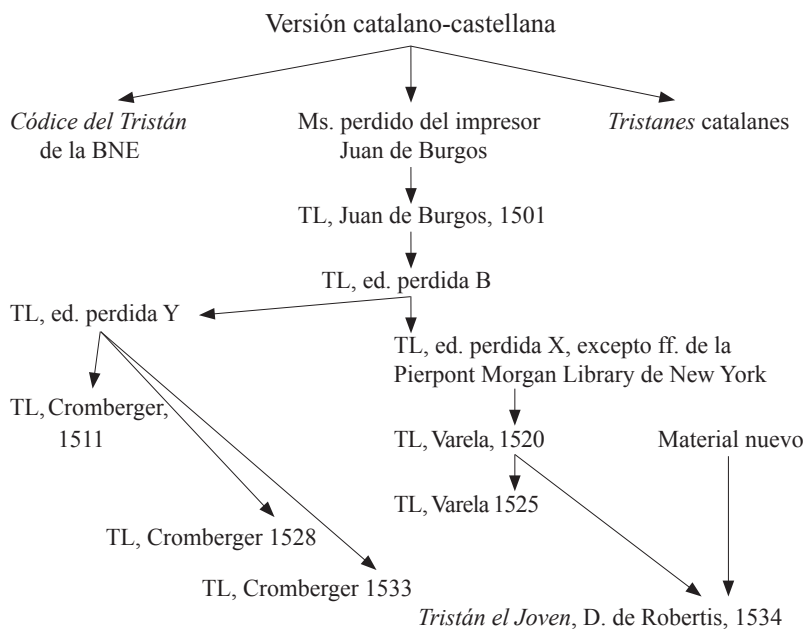 Versión catalano-castellana
Códice del Tristán
de la BNE
Ms. perdido del impresor
Juan de Burgos
Tristanes catalanes
TL, Juan de Burgos, 1501
TL, ed. perdida B
TL, ed. perdida Y
TL, ed. perdida X, excepto ff. de la
Pierpont Morgan Library de New York
TL, Cromberger,
1511
TL, Varela, 1520
Material nuevo
TL, Varela 1525
TL, Cromberger 1528
TL, Cromberger 1533
Tristán el Joven, D. de Robertis, 1534